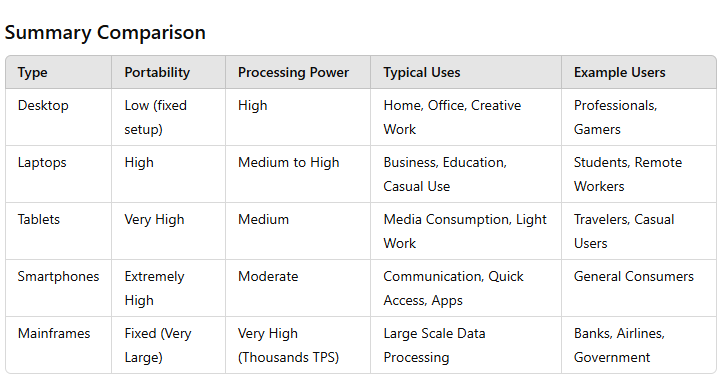 Summary Comparison
Type Portability Processing Power Typical Uses Example Users
Desktop Low (fixed setup) High Home, Office, Creative Work Professionals, Gamers
Laptops High Medium to High Business, Education, Casual Use Students, Remote Workers
Tablets Very High Medium Media Consumption, Light Work Travelers, Casual Users
Smartphones Extremely High Moderate Communication, Quick Access, Apps General Consumers
Mainframes Fixed (Very Large) Very High (Thousands TPS) Large Scale Data Processing Banks, Airlines, Government